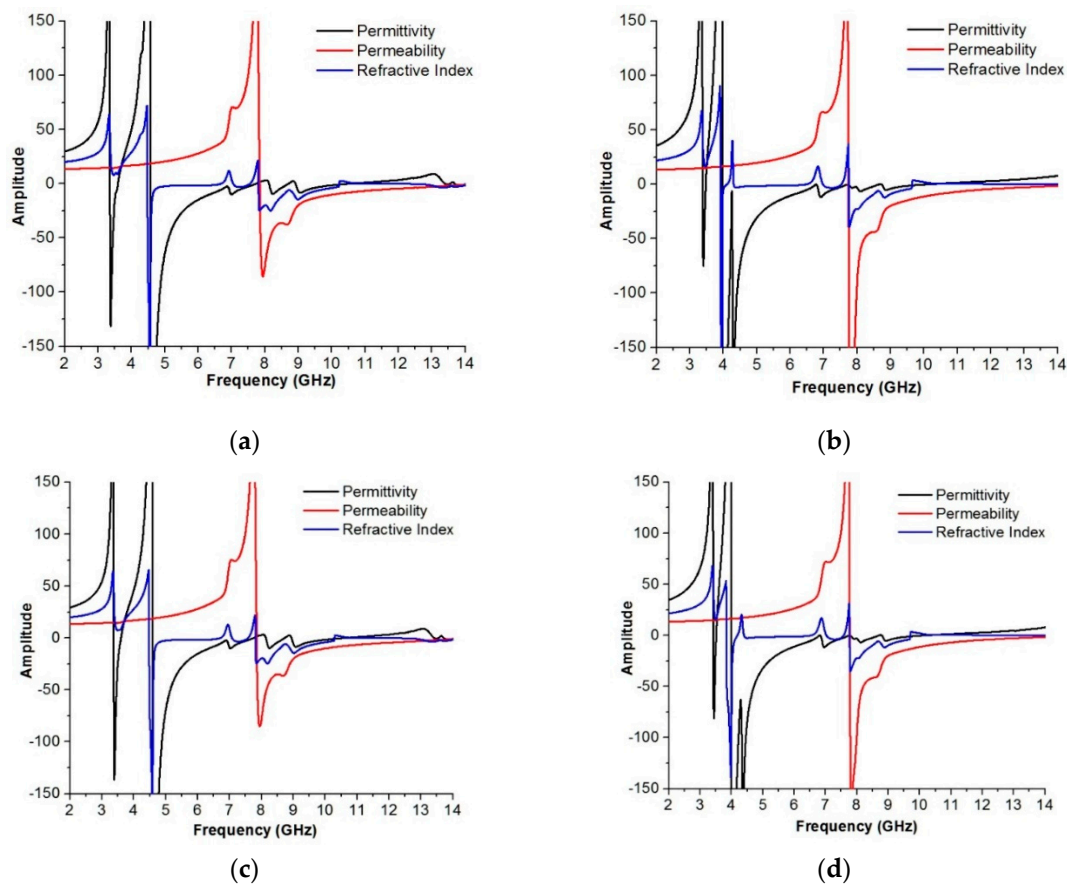 150
100
50
0
-50
-100
-150
Amplitude
Permittivity
Permeability
Refractive Index
2 3 4 5 6 7 8 9 10 11 12 13 14
Frequency (GHz)
(a)
150
100
50
0
-50
-100
-150
Amplitude
Permittivity
Permeability
Refractive Index
2 3 4 5 6 7 8 9 10 11 12 13 14
Frequency (GHz)
(b)
150
100
50
0
-50
-100
-150
Amplitude
Permittivity
Permeability
Refractive Index
2 3 4 5 6 7 8 9 10 11 12 13 14
Frequency (GHz)
(c)
150
100
50
0
-50
-100
-150
Amplitude
Permittivity
Permeability
Refractive Index
2 3 4 5 6 7 8 9 10 11 12 13 14
Frequency (GHz)
(d)